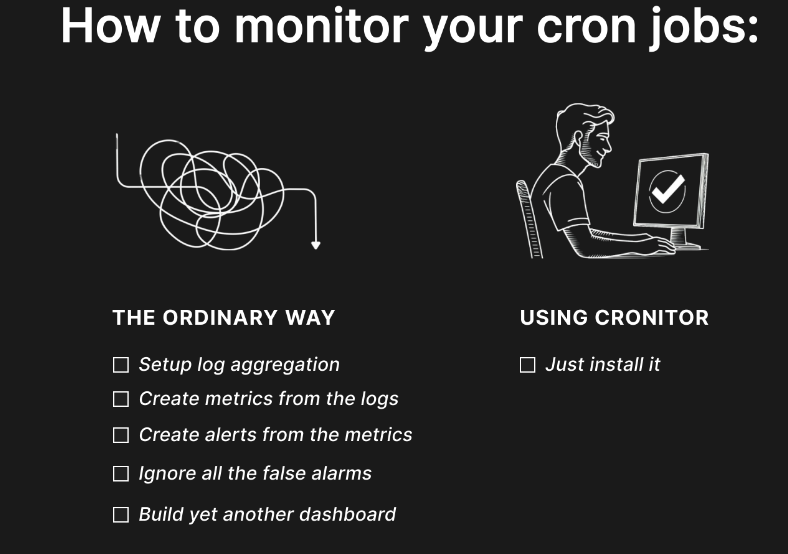 How to monitor your cron jobs:
THE ORDINARY WAY
Setup log aggregation
Create metrics from the logs
Create alerts from the metrics
Ignore all the false alarms
Build yet another dashboard
USING CRONITOR
Just install it